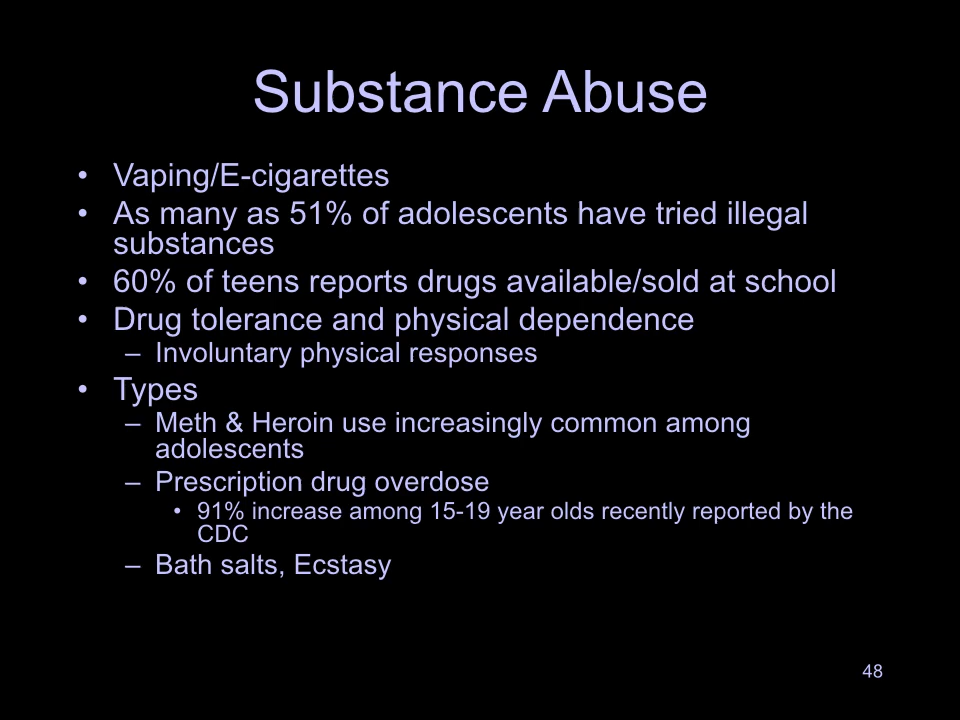 Substance Abuse
• Vaping/E-cigarettes
• As many as 51% of adolescents have tried illegal
substances
• 60% of teens reports drugs available/sold at school
• Drug tolerance and physical dependence
– Involuntary physical responses
• Types
– Meth & Heroin use increasingly common among
adolescents
– Prescription drug overdose
• 91% increase among 15-19 year olds recently reported by the
CDC
– Bath salts, Ecstasy
48